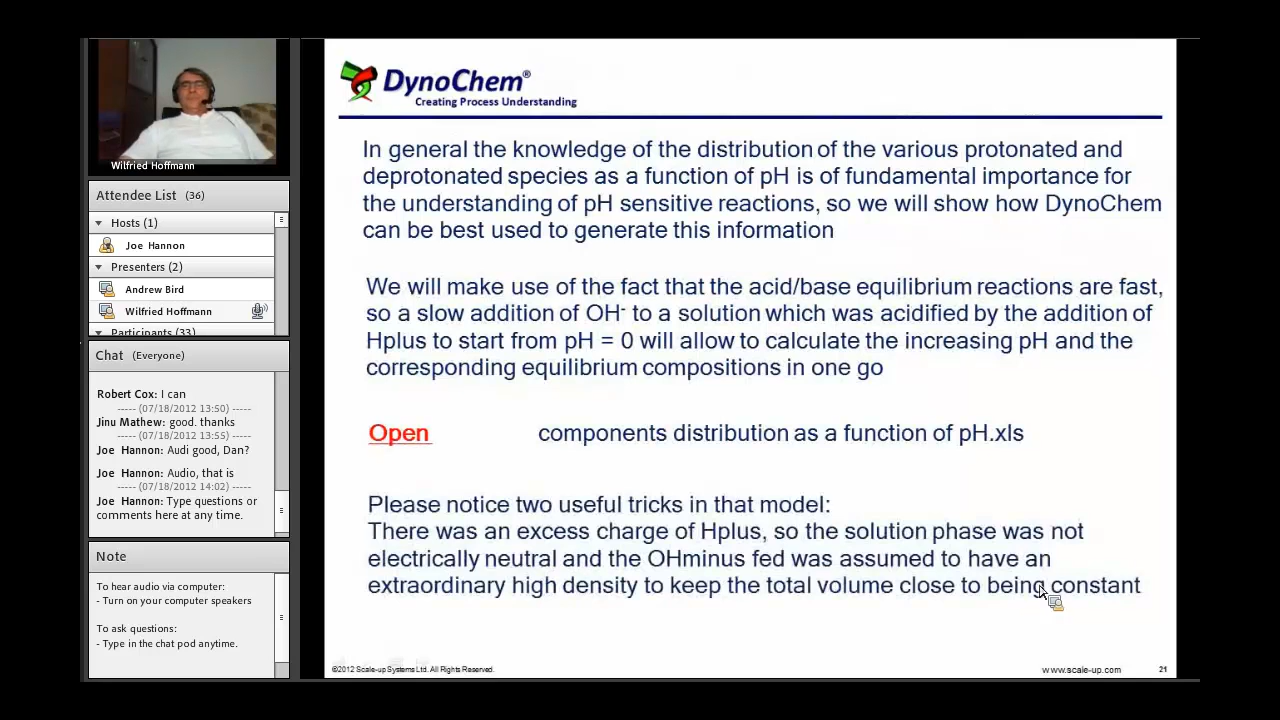 Wilfried Hoffmann
Attendee List (36)
Hosts (1)
Joe Hannon
Presenters (2)
Andrew Bird
Wilfried Hoffmann
Participants (33)
Chat (Everyone)
Robert Cox: I can
----- (07/18/2012 13:50) -----
Jinu Mathew: good. thanks
----- (07/18/2012 13:55) -----
Joe Hannon: Audi good, Dan?
Joe Hannon: Audio, that is
----- (07/18/2012 14:02) -----
Joe Hannon: Type questions or
comments here at any time.
Note
To hear audio via computer:
- Turn on your computer speakers
To ask questions:
- Type in the chat pod anytime.
DynoChem®
Creating Process Understanding
In general the knowledge of the distribution of the various protonated and
deprotonated species as a function of pH is of fundamental importance for
the understanding of pH sensitive reactions, so we will show how DynoChem
can be best used to generate this information
We will make use of the fact that the acid/base equilibrium reactions are fast,
so a slow addition of OH⁻ to a solution which was acidified by the addition of
Hplus to start from pH = 0 will allow to calculate the increasing pH and the
corresponding equilibrium compositions in one go
Open components distribution as a function of pH.xls
Please notice two useful tricks in that model:
There was an excess charge of Hplus, so the solution phase was not
electrically neutral and the OHminus fed was assumed to have an
extraordinary high density to keep the total volume close to being constant
©2012 Scale-up Systems Ltd. All Rights Reserved.
www.scale-up.com
21